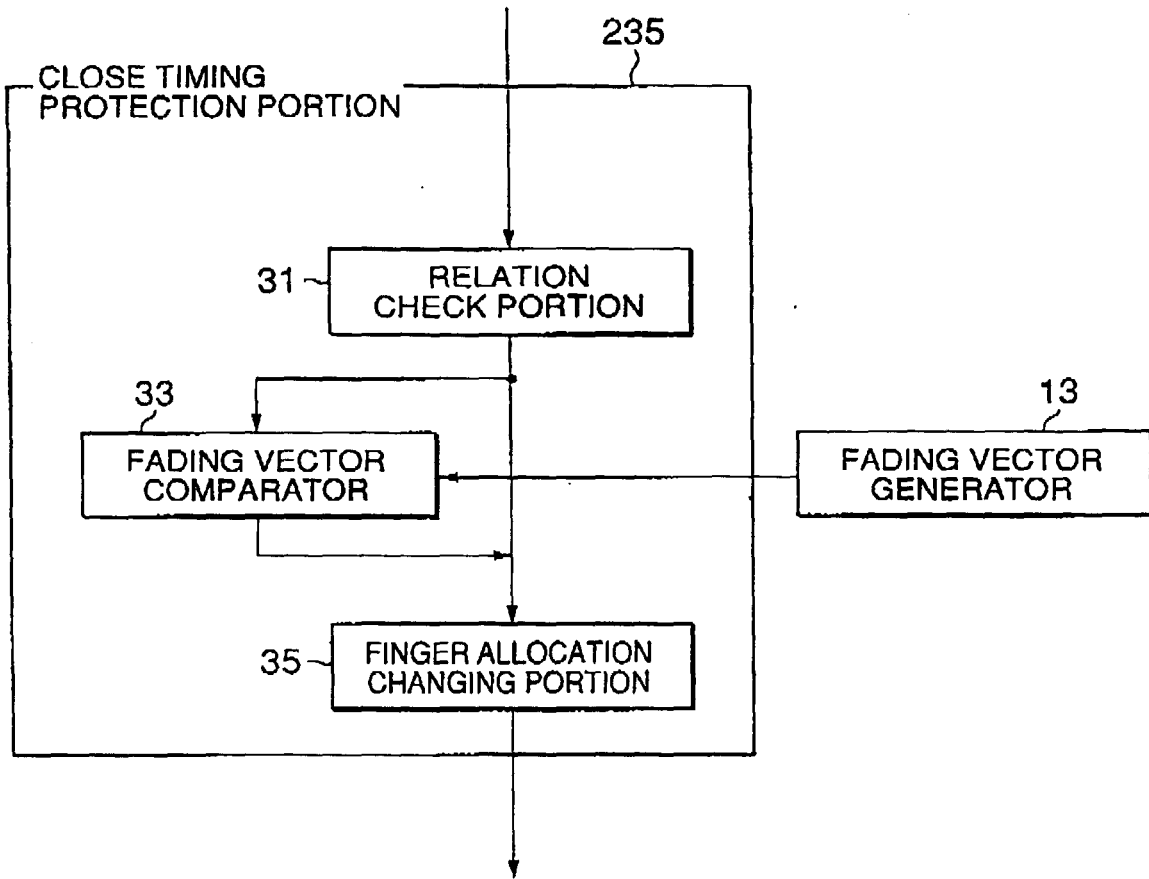 235
CLOSE TIMING
PROTECTION PORTION
31
RELATION
CHECK PORTION
33
FADING VECTOR
COMPARATOR
13
FADING VECTOR
GENERATOR
35
FINGER ALLOCATION
CHANGING PORTION